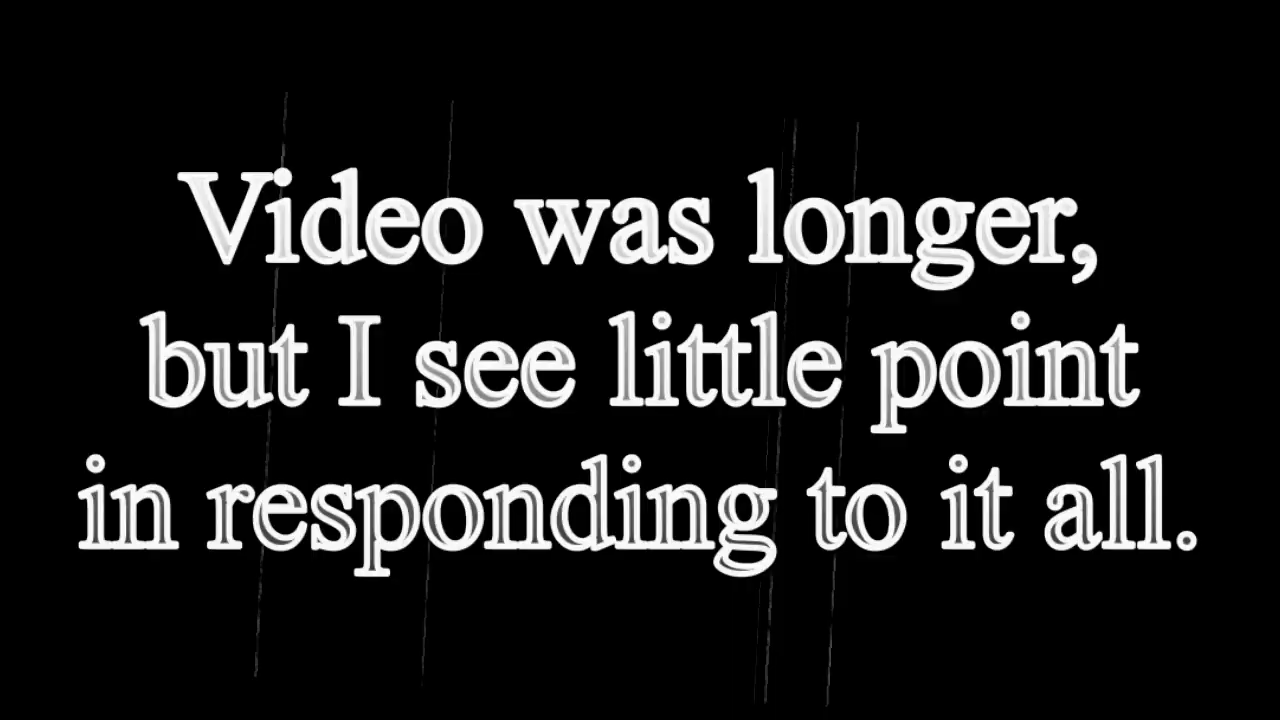 Video was longer,
but I see little point
in responding to it all.